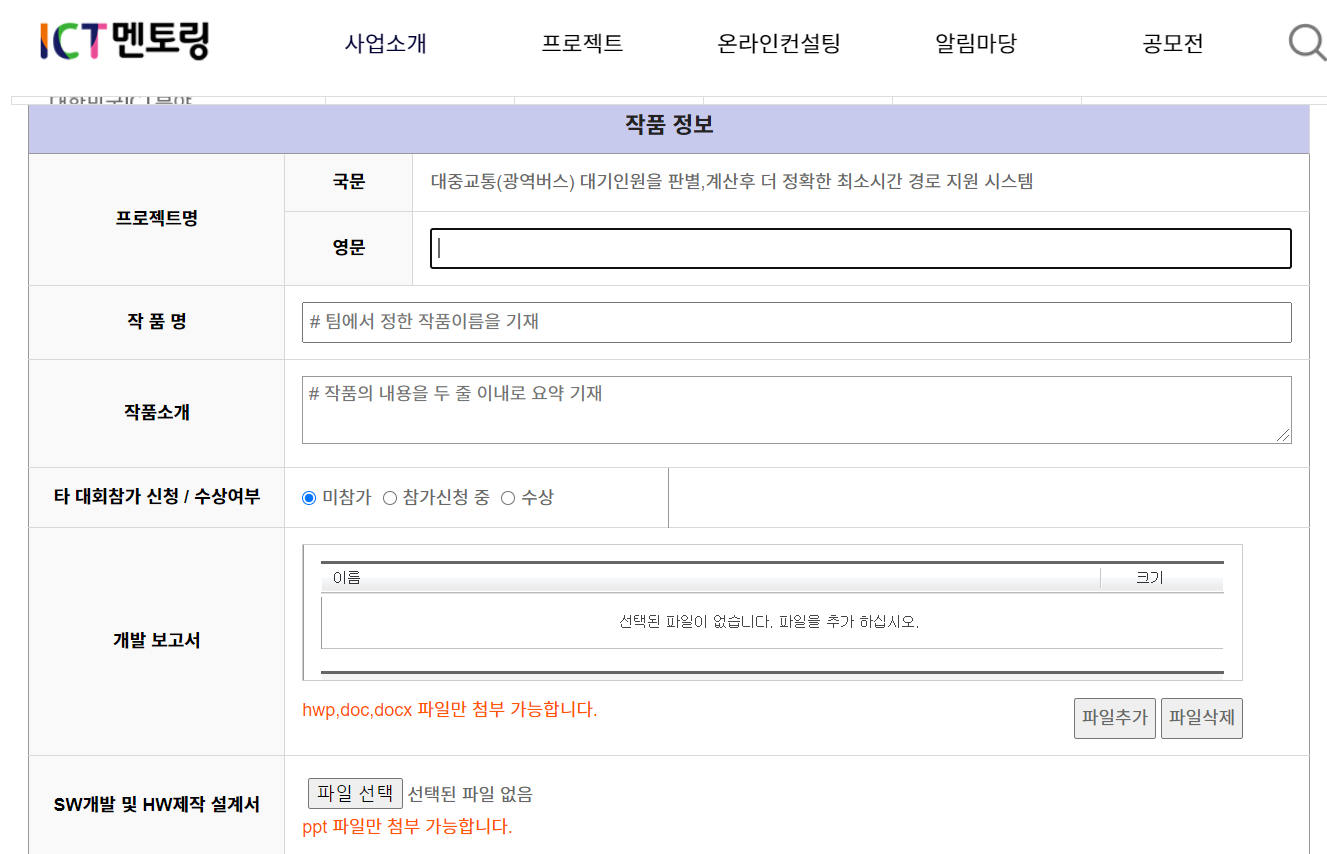 ICT멘토링
사업소개
프로젝트
온라인컨설팅
알림마당
공모전
작품 정보
프로젝트명
국문
대중교통(광역버스) 대기인원을 판별,계산후 더 정확한 최소시간 경로 지원 시스템
영문
작 품 명
# 팀에서 정한 작품이름을 기재
작품소개
# 작품의 내용을 두 줄 이내로 요약 기재
타 대회참가 신청 / 수상여부
미참가 참가신청 중 수상
개발 보고서
이름
크기
선택된 파일이 없습니다. 파일을 추가 하십시오.
hwp,doc,docx 파일만 첨부 가능합니다.
파일추가
파일삭제
SW개발 및 HW제작 설계서
파일 선택 선택된 파일 없음
ppt 파일만 첨부 가능합니다.